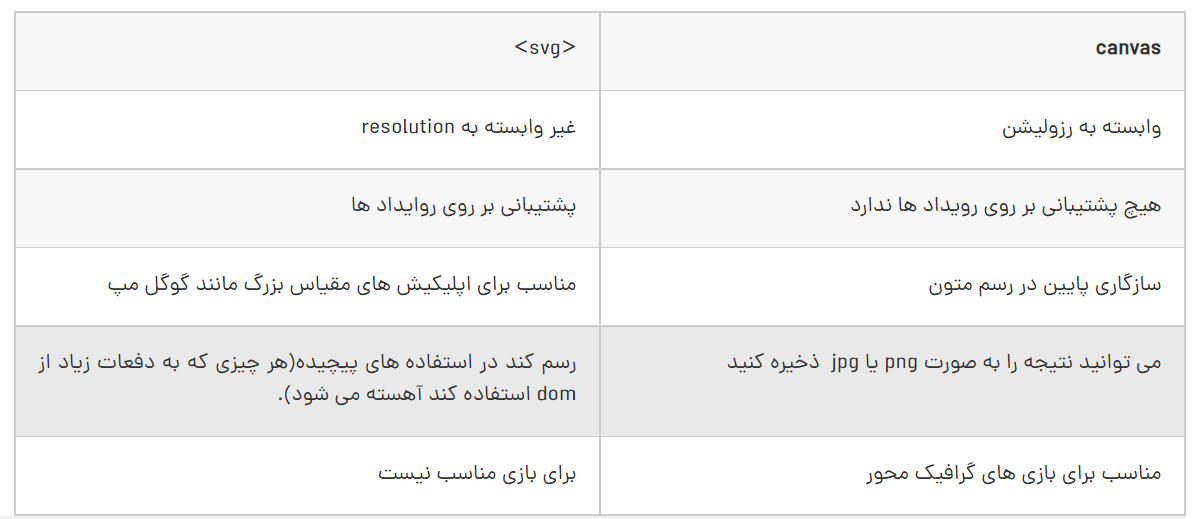 canvas
<svg>
وابسته به رزولیشن
غیر وابسته به resolution
هیچ پشتیبانی بر روی رویداد ها ندارد
پشتیبانی بر روی روایداد ها
سازگاری پایین در رسم متون
مناسب برای اپلیکیش های مقیاس بزرگ مانند گوگل مپ
می توانید نتیجه را به صورت png یا jpg ذخیره کنید
رسم کند در استفاده های پیچیده(هر چیزی که به دفعات زیاد از
dom استفاده کند آهسته می شود).
مناسب برای بازی های گرافیک محور
برای بازی مناسب نیست